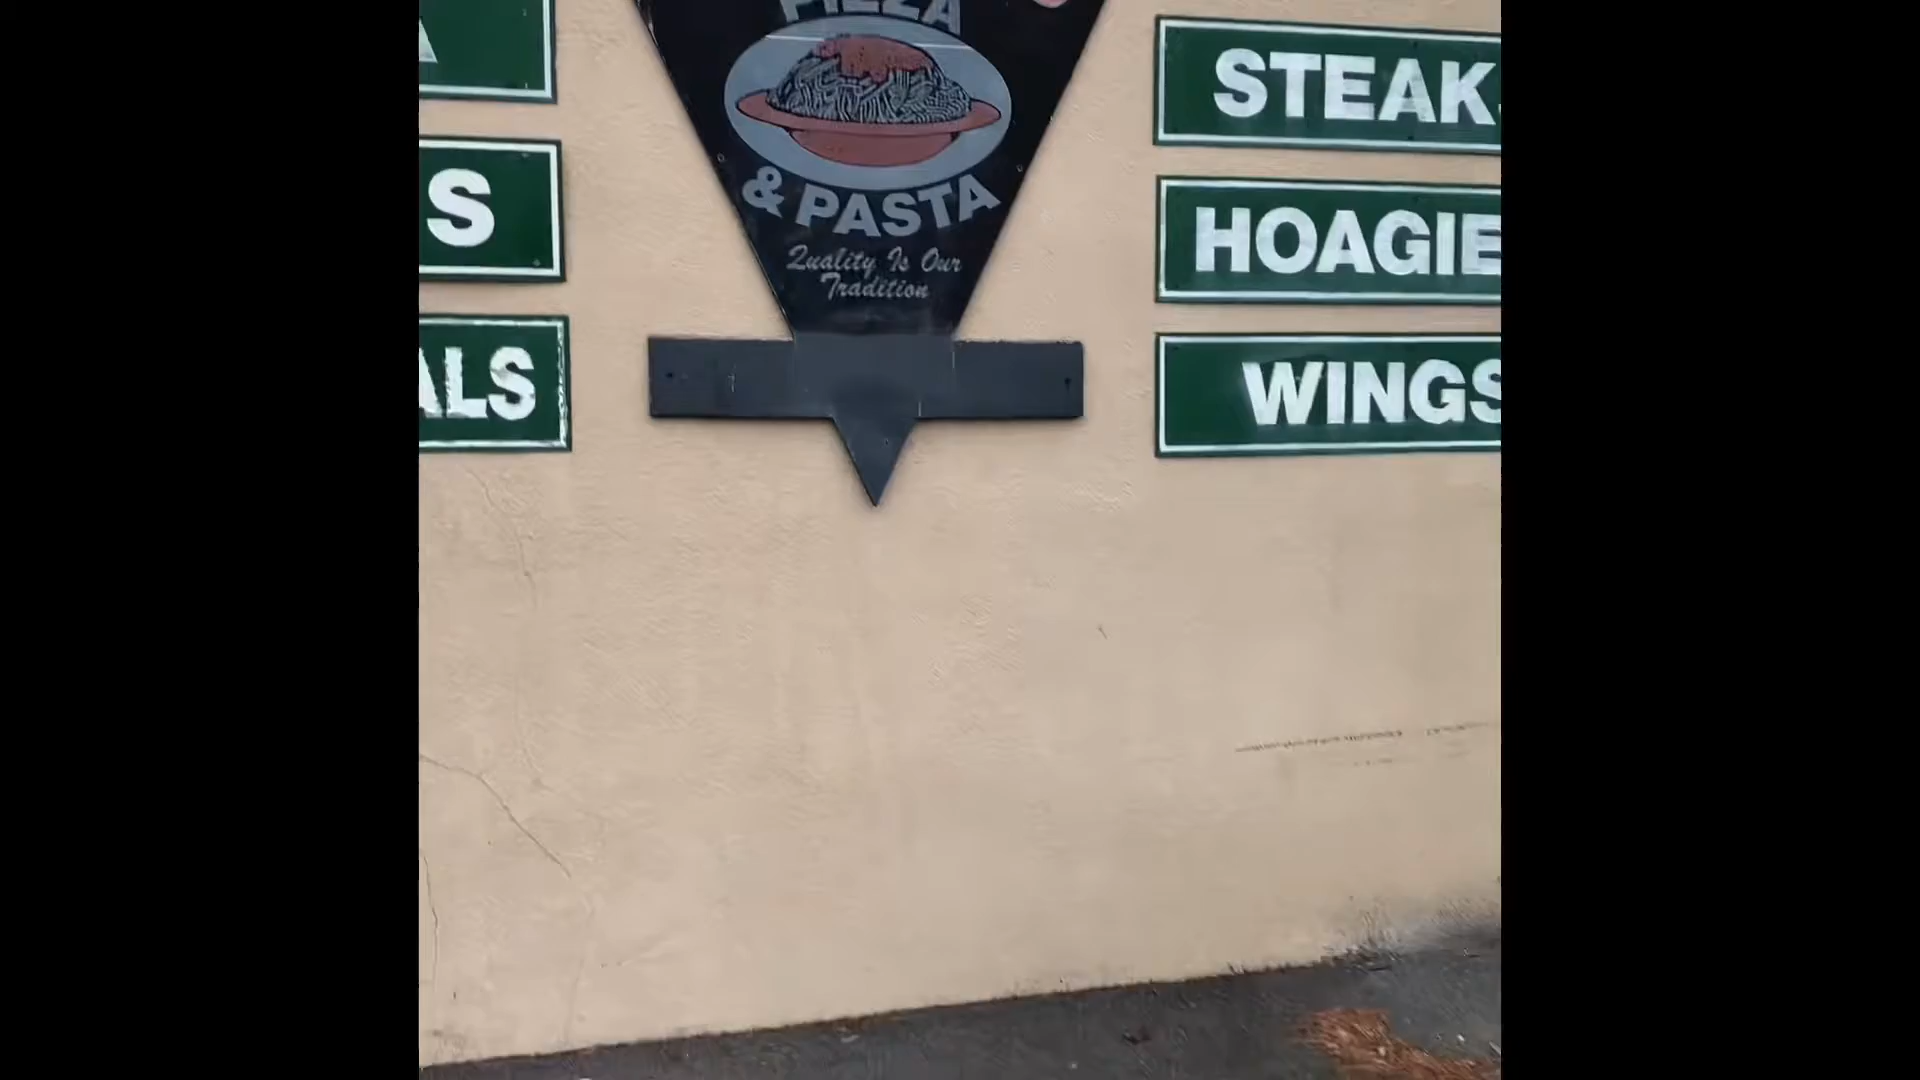 PIZZA
& PASTA
Quality Is Our
Tradition
A
S
ALS
STEAK
HOAGIE
WINGS